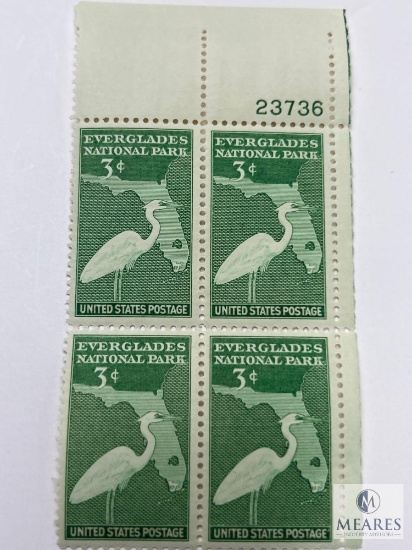 23736
EVERGLADES
NATIONAL PARK
3¢
UNITED STATES POSTAGE
EVERGLADES
NATIONAL PARK
3¢
UNITED STATES POSTAGE
EVERGLADES
NATIONAL PARK
3¢
UNITED STATES POSTAGE
EVERGLADES
NATIONAL PARK
3¢
UNITED STATES POSTAGE
M
MEARES